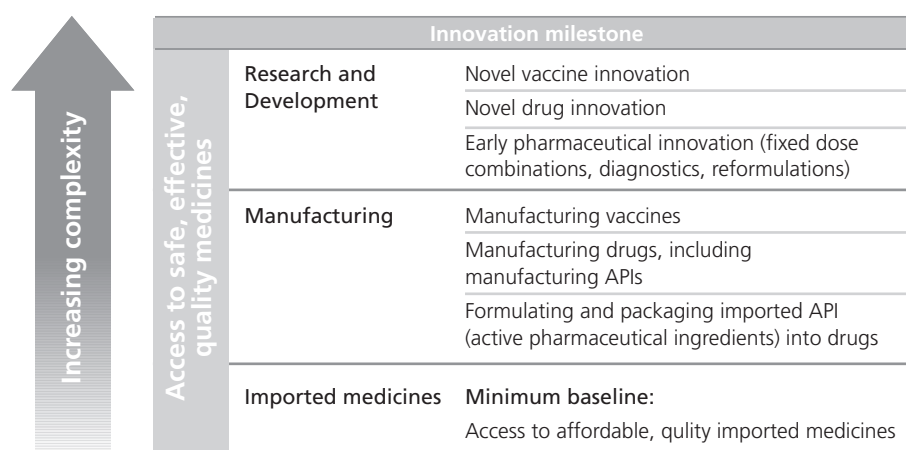 Innovation milestone
Increasing complexity
Access to safe, effective,
quality medicines
Research and
Development
Novel vaccine innovation
Novel drug innovation
Early pharmaceutical innovation (fixed dose
combinations, diagnostics, reformulations)
Manufacturing
Manufacturing vaccines
Manufacturing drugs, including
manufacturing APIs
Formulating and packaging imported API
(active pharmaceutical ingredients) into drugs
Imported medicines
Minimum baseline:
Access to affordable, qulity imported medicines